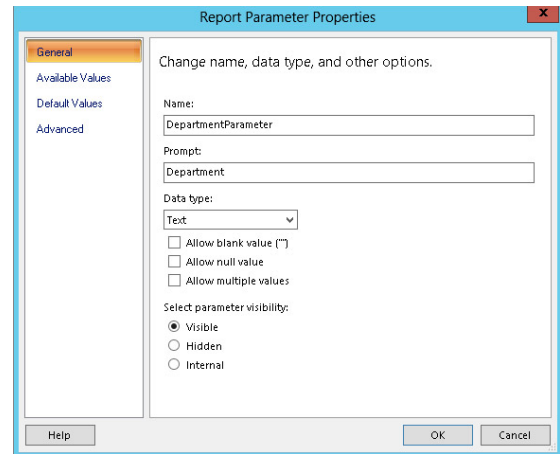 Report Parameter Properties
x
General
Available Values
Default Values
Advanced
Change name, data type, and other options.
Name:
DepartmentParameter
Prompt:
Department
Data type:
Text
Allow blank value ("")
Allow null value
Allow multiple values
Select parameter visibility:
Visible
Hidden
Internal
Help
OK
Cancel